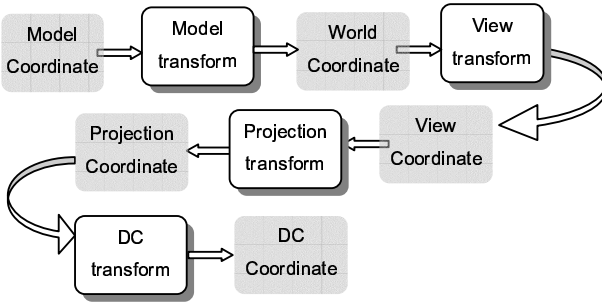 Model
Coordinate
Model
transform
World
Coordinate
View
transform
View
Coordinate
Projection
transform
Projection
Coordinate
DC
transform
DC
Coordinate